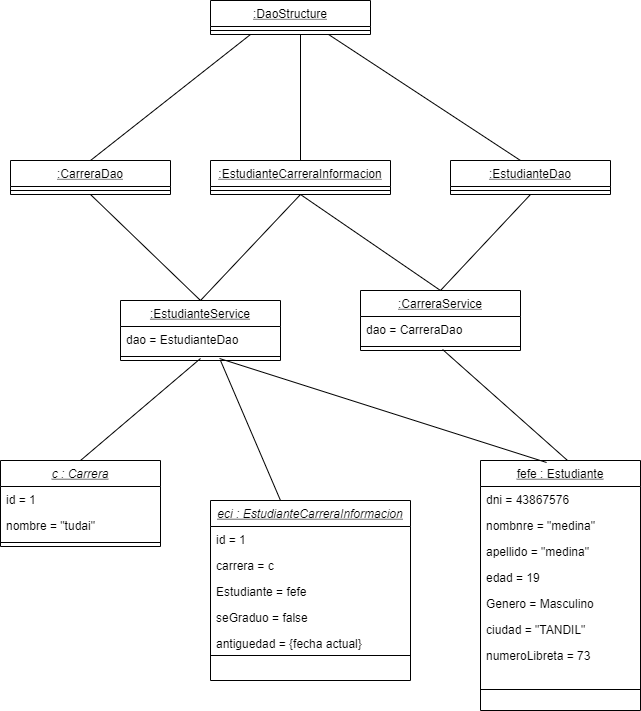 :DaoStructure
:CarreraDao
:EstudianteCarreraInformacion
:EstudianteDao
:EstudianteService
dao = EstudianteDao
:CarreraService
dao = CarreraDao
c : Carrera
id = 1
nombre = "tudai"
eci : EstudianteCarreraInformacion
id = 1
carrera = c
Estudiante = fefe
seGraduo = false
antiguedad = {fecha actual}
fefe : Estudiante
dni = 43867576
nombnre = "medina"
apellido = "medina"
edad = 19
Genero = Masculino
ciudad = "TANDIL"
numeroLibreta = 73